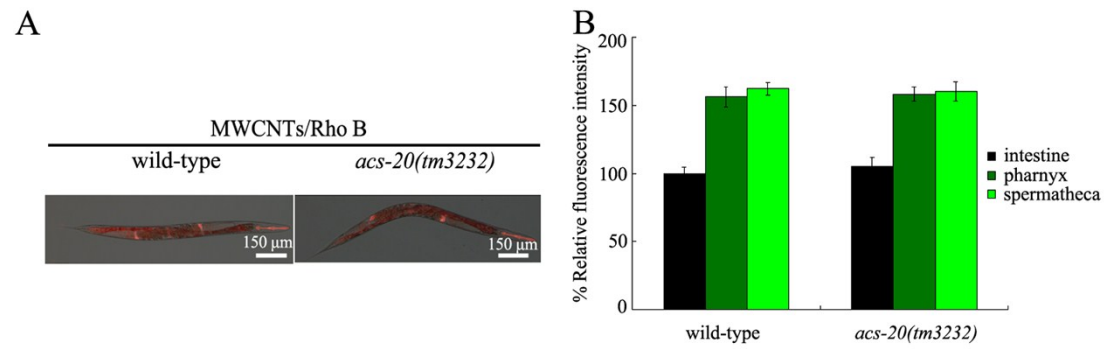 A
MWCNTs/Rho B
wild-type
acs-20(tm3232)
150 μm
150 μm
B
% Relative fluorescence intensity
200
150
100
50
0
wild-type
acs-20(tm3232)
intestine
pharnyx
spermatheca